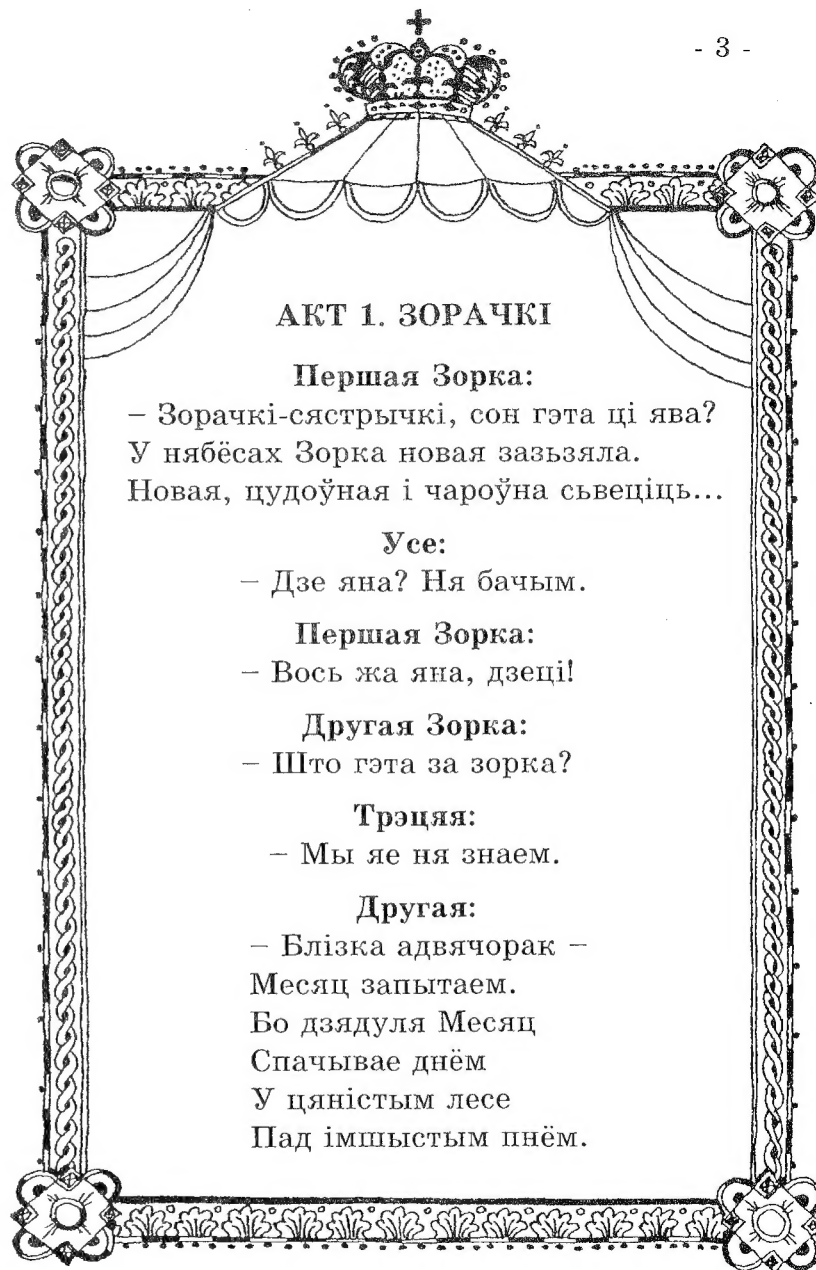 - 3 -
АКТ 1. ЗОРАЧКІ
Першая Зорка:
– Зорачкі-сястрычкі, сон гэта ці ява?
У нябёсах Зорка новая зазьзяла.
Новая, цудоўная і чароўна сьвеціць...
Усе:
– Дзе яна? Ня бачым.
Першая Зорка:
– Вось жа яна, дзеці!
Другая Зорка:
– Што гэта за зорка?
Трэцяя:
– Мы яе ня знаем.
Другая:
– Блізка адвячорак –
Месяц запытаем.
Бо дзядуля Месяц
Спачывае днём
У цяністым лесе
Пад імшыстым пнём.